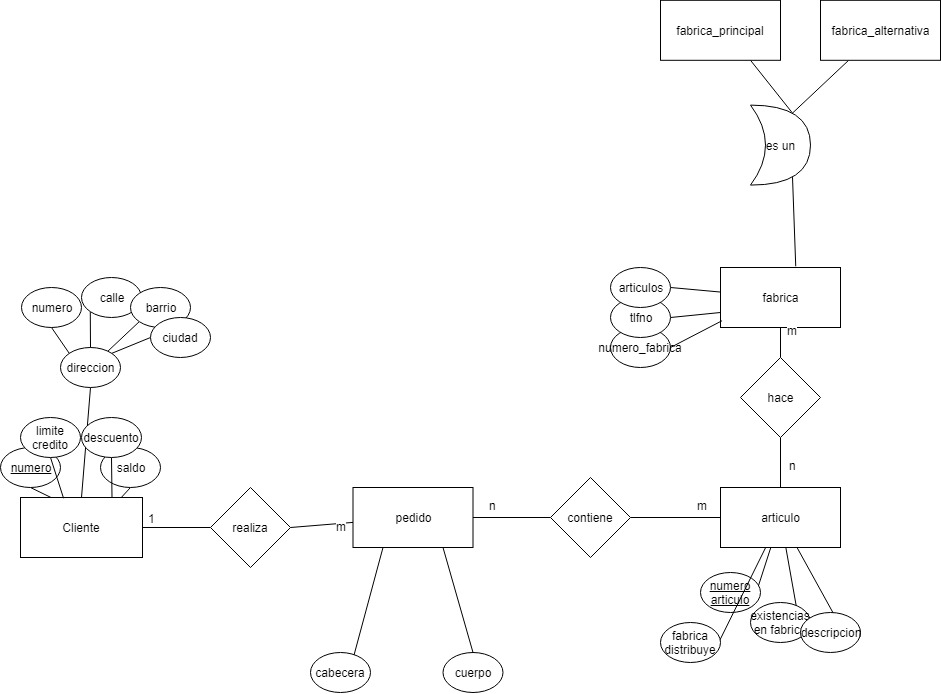 fabrica_principal
fabrica_alternativa
es un
fabrica
articulos
tlfno
numero_fabrica
m
hace
n
numero
calle
barrio
ciudad
direccion
limite
credito
descuento
numero
saldo
Cliente
1
realiza
m
pedido
n
contiene
m
articulo
cabecera
cuerpo
numero
articulo
fabrica
distribuye
existencias
en fabric
descripcion